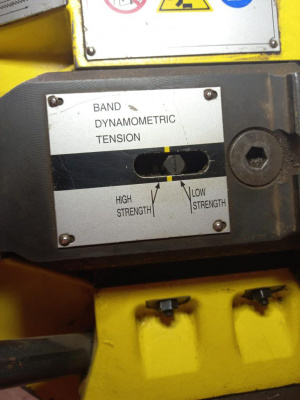 BAND
DYNAMOMETRIC
TENSION
HIGH
STRENGTH
LOW
STRENGTH